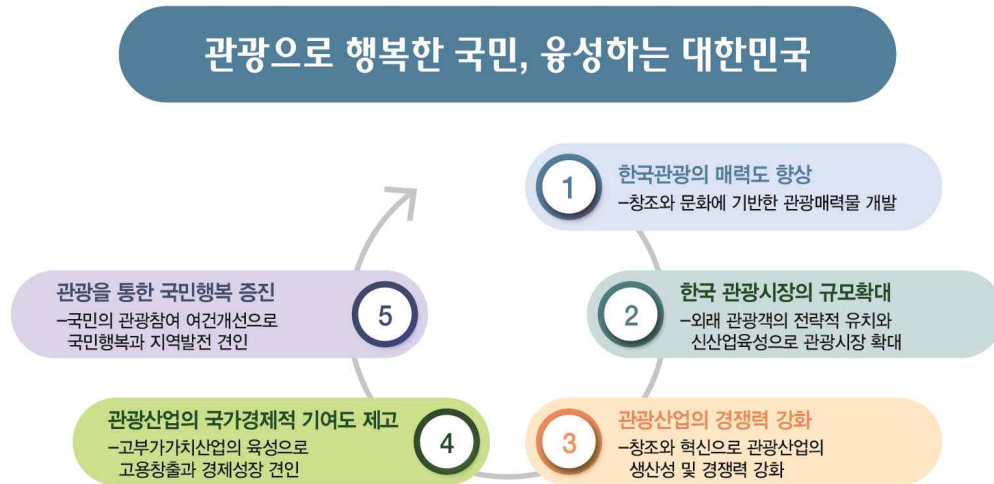 관광으로 행복한 국민, 융성하는 대한민국
1
한국관광의 매력도 향상
–창조와 문화에 기반한 관광매력물 개발
2
한국 관광시장의 규모확대
–외래 관광객의 전략적 유치와
신산업육성으로 관광시장 확대
3
관광산업의 경쟁력 강화
–창조와 혁신으로 관광산업의
생산성 및 경쟁력 강화
4
관광산업의 국가경제적 기여도 제고
–고부가가치산업의 육성으로
고용창출과 경제성장 견인
5
관광을 통한 국민행복 증진
–국민의 관광참여 여건개선으로
국민행복과 지역발전 견인